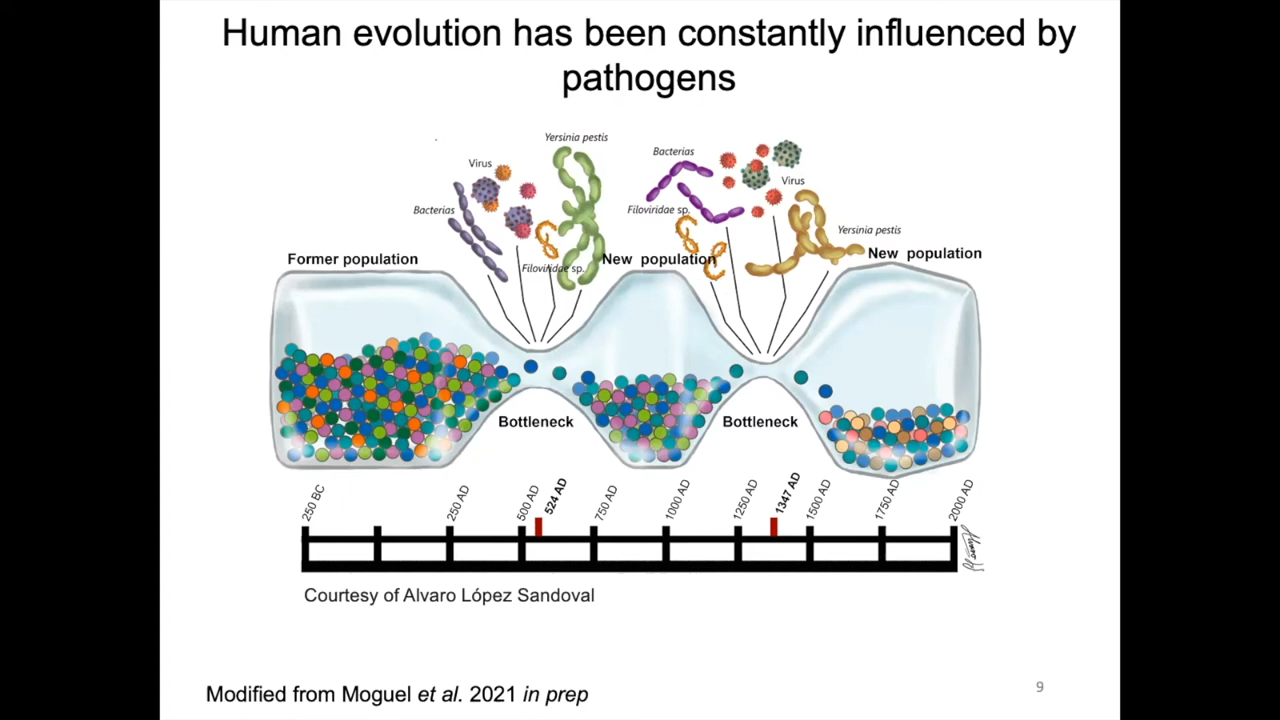 Human evolution has been constantly influenced by
pathogens
Yersinia pestis
Virus
Bacterias
Filoviridae sp.
Bacterias
Virus
Filoviridae sp.
Yersinia pestis
Former population
New population
New population
Bottleneck
Bottleneck
250 BC
250 AD
500 AD
524 AD
750 AD
1000 AD
1250 AD
1347 AD
1500 AD
1750 AD
2000 AD
Courtesy of Alvaro López Sandoval
Modified from Moguel et al. 2021 in prep
9